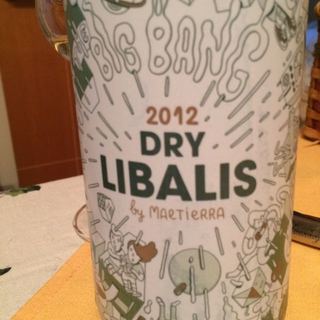 BIG BANG
2012
DRY
LIBALIS
by MAETIERRA